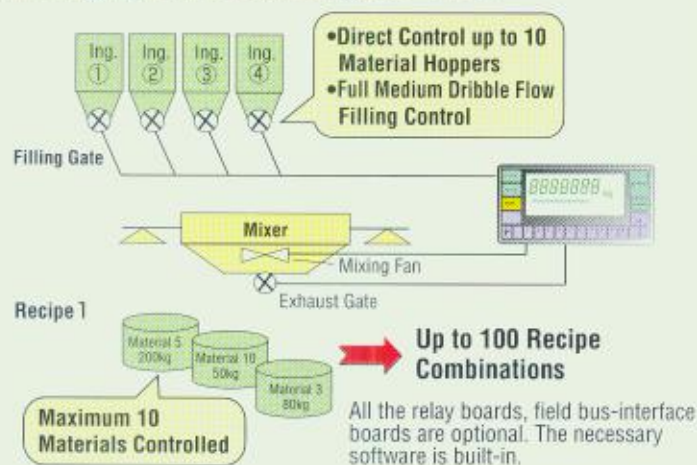 Ing.
①
Ing.
②
Ing.
③
Ing.
④
•Direct Control up to 10
Material Hoppers
•Full Medium Dribble Flow
Filling Control
Filling Gate
8888888 kg
Mixer
Mixing Fan
Exhaust Gate
Recipe 1
Material 5
200kg
Material 10
50kg
Material 3
80kg
Up to 100 Recipe
Combinations
Maximum 10
Materials Controlled
All the relay boards, field bus-interface
boards are optional. The necessary
software is built-in.